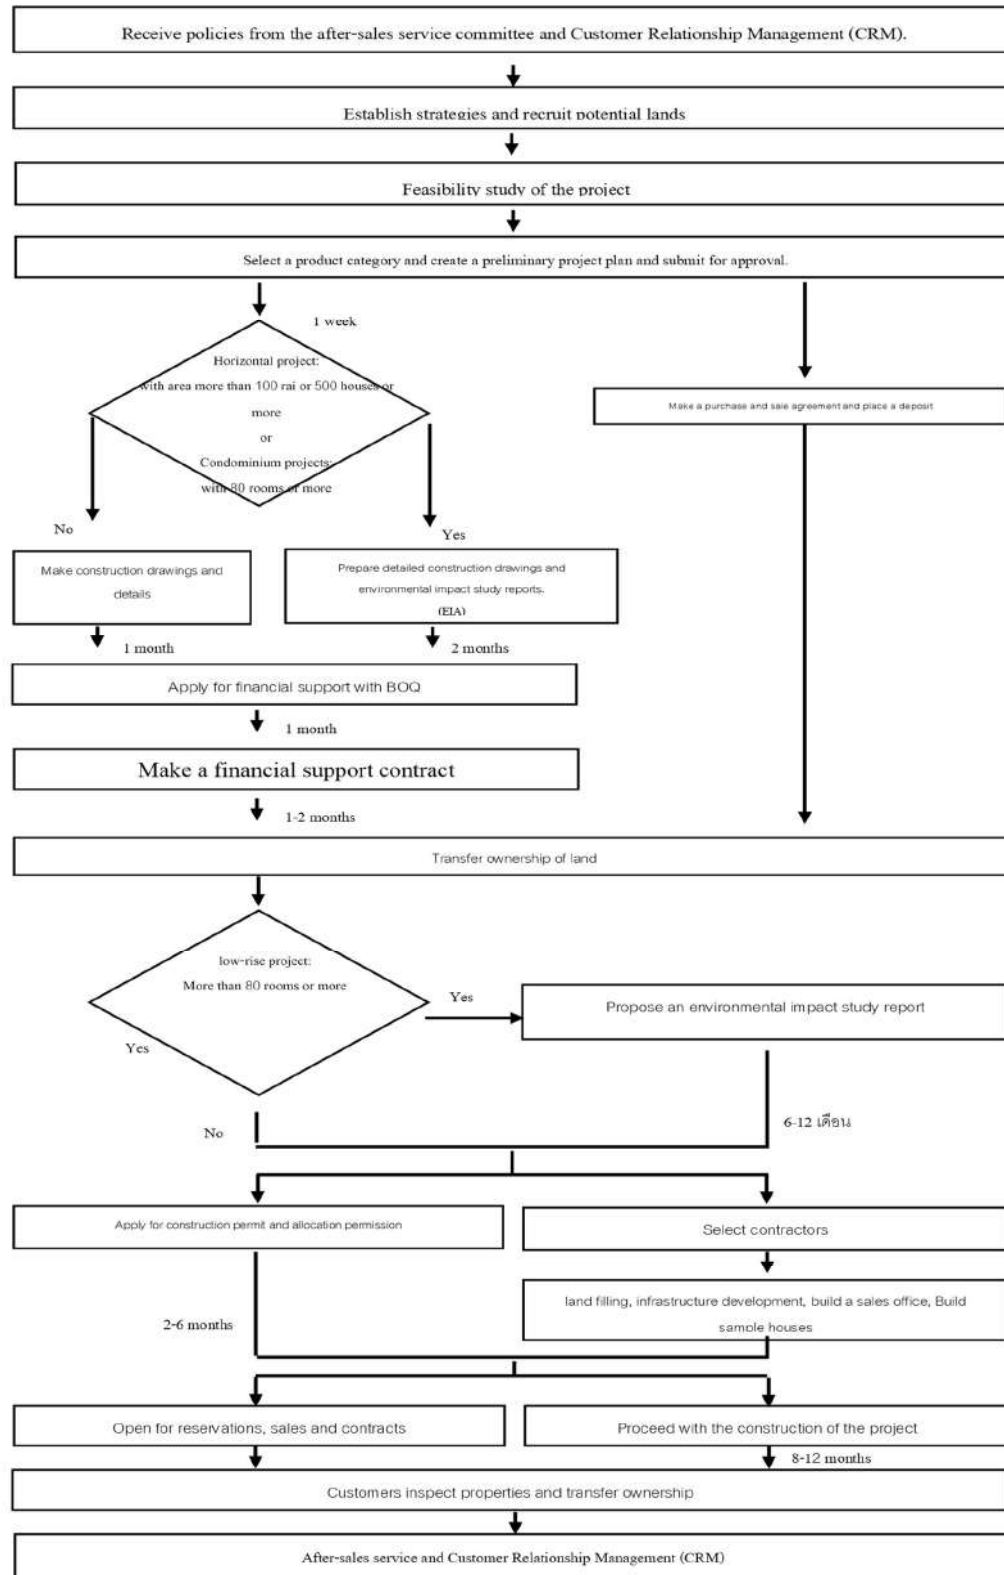 Receive policies from the after-sales service committee and Customer Relationship Management (CRM).
Establish strategies and recruit potential lands
Feasibility study of the project
Select a product category and create a preliminary project plan and submit for approval.
1 week
Horizontal project:
with area more than 100 rai or 500 houses or
more
or
Condominium projects:
with 80 rooms or more
Make a purchase and sale agreement and place a deposit
No
Yes
Make construction drawings and
details
Prepare detailed construction drawings and
environmental impact study reports.
(EIA)
1 month
2 months
Apply for financial support with BOQ
1 month
Make a financial support contract
1-2 months
Transfer ownership of land
low-rise project:
More than 80 rooms or more
Yes
Propose an environmental impact study report
Yes
No
6-12 เดือน
Apply for construction permit and allocation permission
Select contractors
land filling, infrastructure development, build a sales office, Build
sample houses
2-6 months
Open for reservations, sales and contracts
Proceed with the construction of the project
8-12 months
Customers inspect properties and transfer ownership
After-sales service and Customer Relationship Management (CRM)